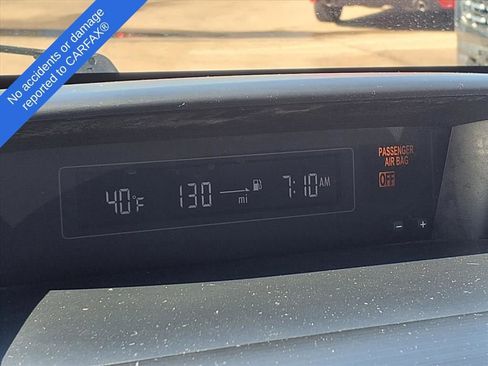 No accidents or damage
reported to CARFAX®
40°F 130 mi 7:10AM
PASSENGER
AIR BAG
OFF
- +